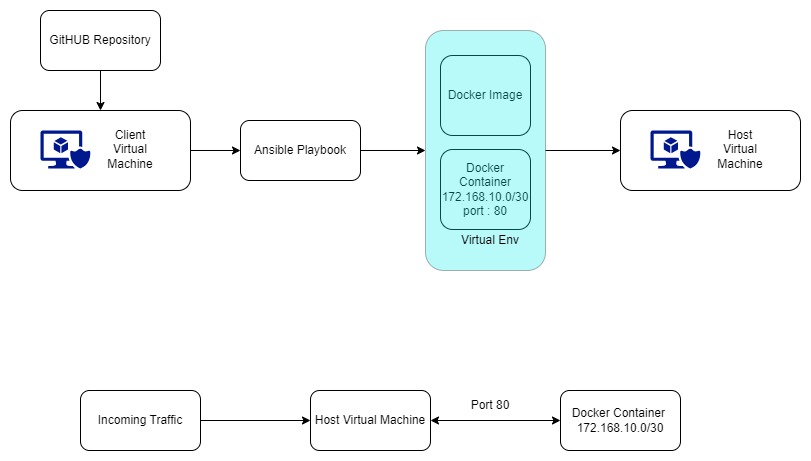 GitHUB Repository
Client
Virtual
Machine
Ansible Playbook
Docker Image
Docker
Container
172.168.10.0/30
port : 80
Virtual Env
Host
Virtual
Machine
Incoming Traffic
Host Virtual Machine
Port 80
Docker Container
172.168.10.0/30